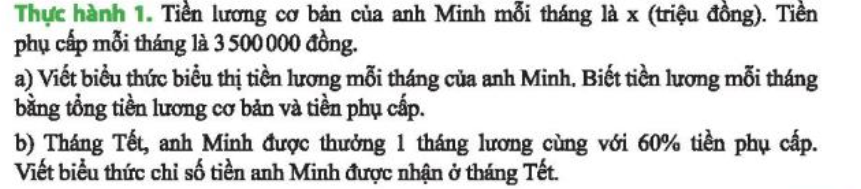 Thực hành 1. Tiền lương cơ bản của anh Minh mỗi tháng là x (triệu đồng). Tiền
phụ cấp mỗi tháng là 3 500 000 đồng.
a) Viết biểu thức biểu thị tiền lương mỗi tháng của anh Minh. Biết tiền lương mỗi tháng
bằng tổng tiền lương cơ bản và tiền phụ cấp.
b) Tháng Tết, anh Minh được thưởng 1 tháng lương cùng với 60% tiền phụ cấp.
Viết biểu thức chỉ số tiền anh Minh được nhận ở tháng Tết.